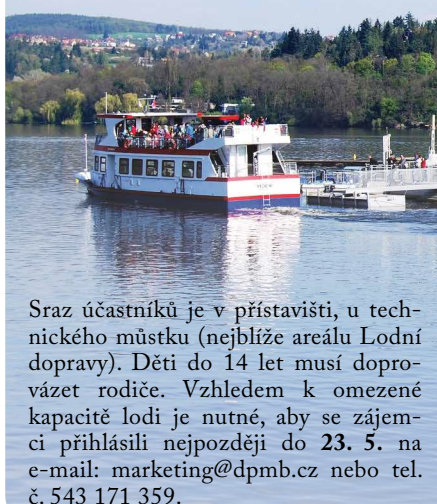 Sraz účastníků je v přístavišti, u tech-
nického můstku (nejblíže areálu Lodní
dopravy). Děti do 14 let musí dopro-
vázet rodiče. Vzhledem k omezené
kapacitě lodi je nutné, aby se zájem-
ci přihlásili nejpozději do 23. 5. na
e-mail: marketing@dpmb.cz nebo tel.
č. 543 171 359.